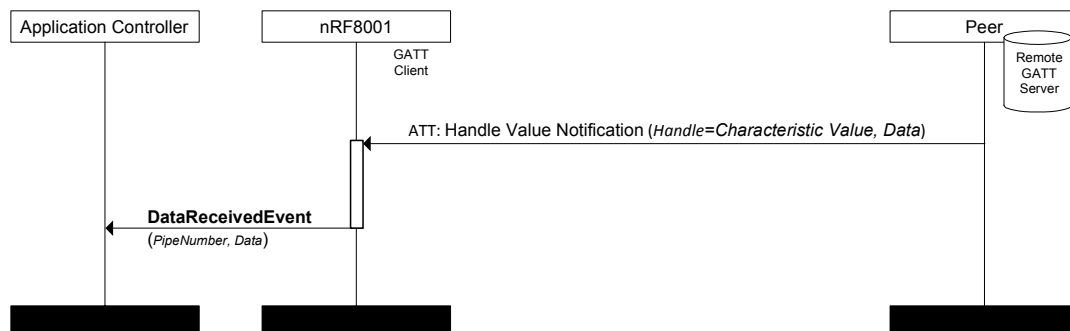 Application Controller
nRF8001
Peer
GATT
Client
Remote
GATT
Server
ATT: Handle Value Notification (Handle=Characteristic Value, Data)
DataReceivedEvent
(PipeNumber, Data)